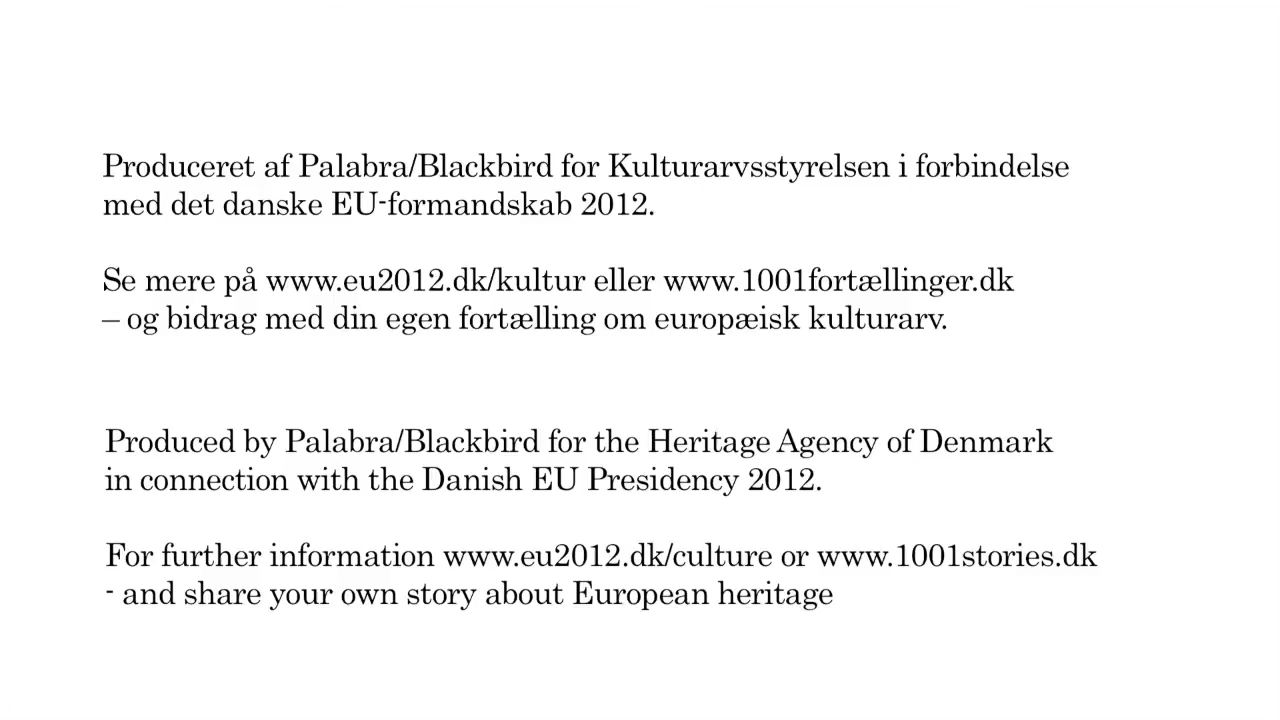 Produceret af Palabra/Blackbird for Kulturarvsstyrelsen i forbindelse
med det danske EU-formandskab 2012.
Se mere på www.eu2012.dk/kultur eller www.1001fortællinger.dk
– og bidrag med din egen fortælling om europæisk kulturarv.
Produced by Palabra/Blackbird for the Heritage Agency of Denmark
in connection with the Danish EU Presidency 2012.
For further information www.eu2012.dk/culture or www.1001stories.dk
- and share your own story about European heritage